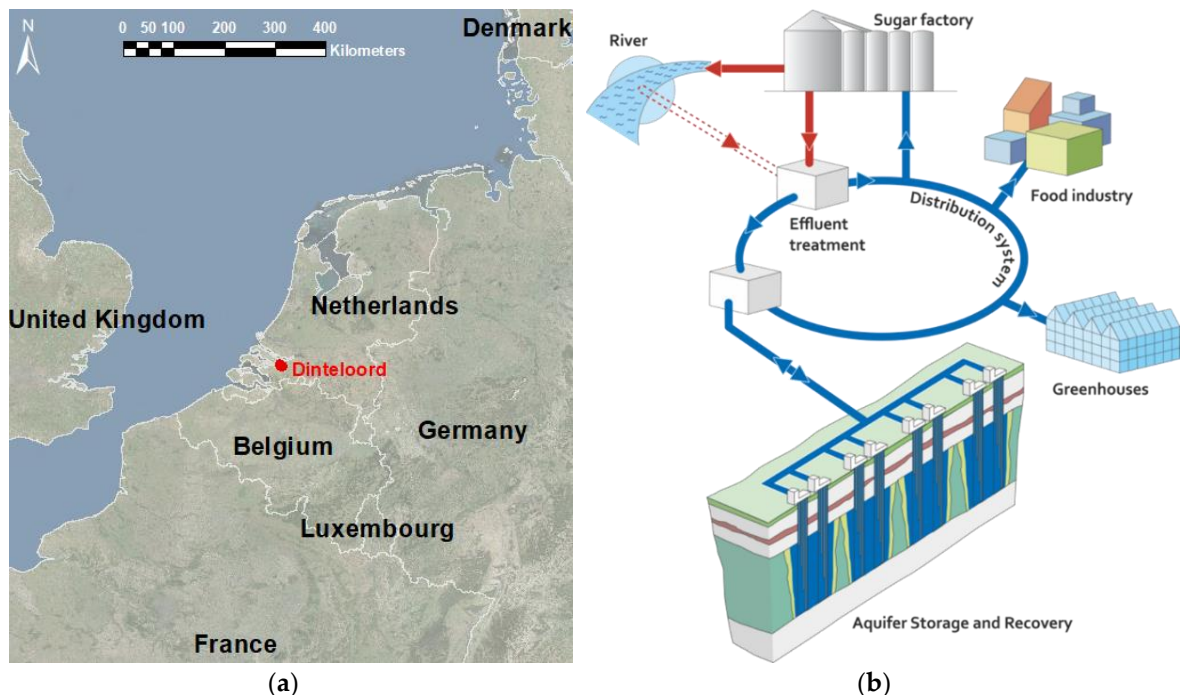 N
0 50 100 200 300 400
Kilometers
Denmark
United Kingdom
Netherlands
Dinteloord
Belgium
Germany
Luxembourg
France
(a)
Sugar factory
River
Effluent
treatment
Distribution system
Food industry
Greenhouses
Aquifer Storage and Recovery
(b)